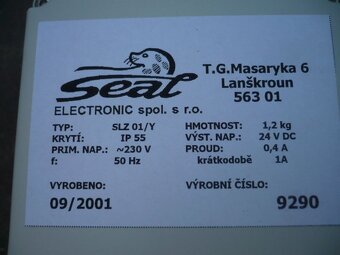 Seal
ELECTRONIC spol. s r.o.
T.G.Masaryka 6
Lanškroun
563 01
TYP: SLZ 01/Y HMOTNOST: 1,2 kg
KRYTÍ: IP 55 VÝST. NAP.: 24 V DC
PRIM. NAP.: ~230 V PROUD: 0,4 A
f: 50 Hz krátkodobě 1A
VYROBENO: VÝROBNÍ ČÍSLO:
09/2001 9290